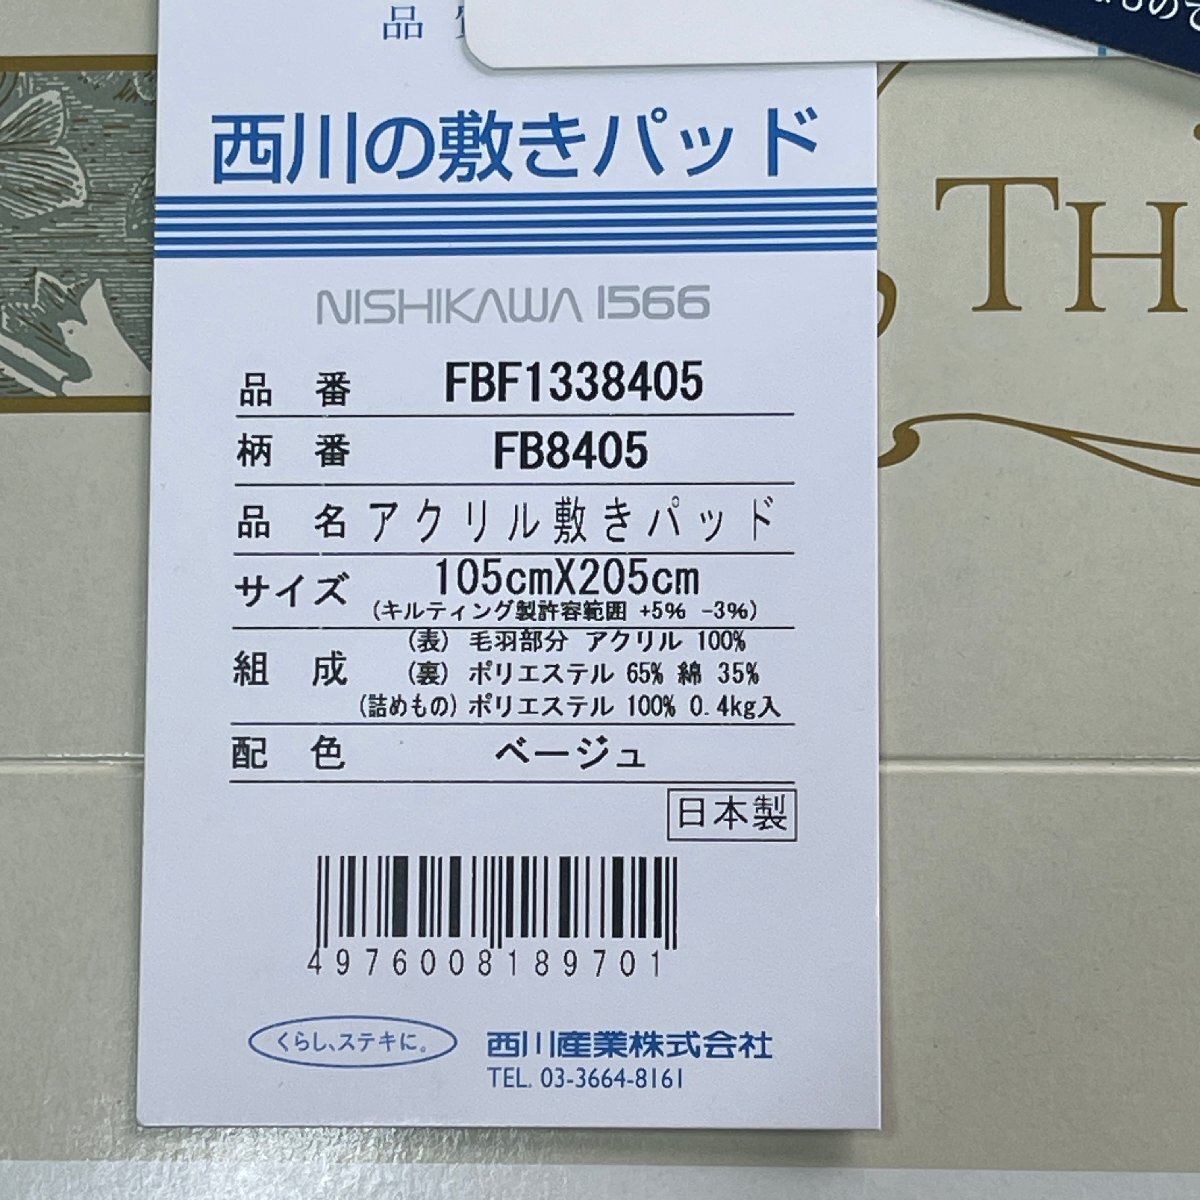 品
西川の敷きパッド
NISHIKAWA 1566
品 番 FBF1338405
柄 番 FB8405
品 名 アクリル敷きパッド
サイズ 105cmX205cm
(キルティング製許容範囲 +5% -3%)
組 成 (表) 毛羽部分 アクリル 100%
(裏) ポリエステル 65% 綿 35%
(詰めもの) ポリエステル 100% 0.4kg入
配 色 ベージュ
日本製
4976008189701
くらし、ステキに。
西川産業株式会社
TEL. 03-3664-8161
TH